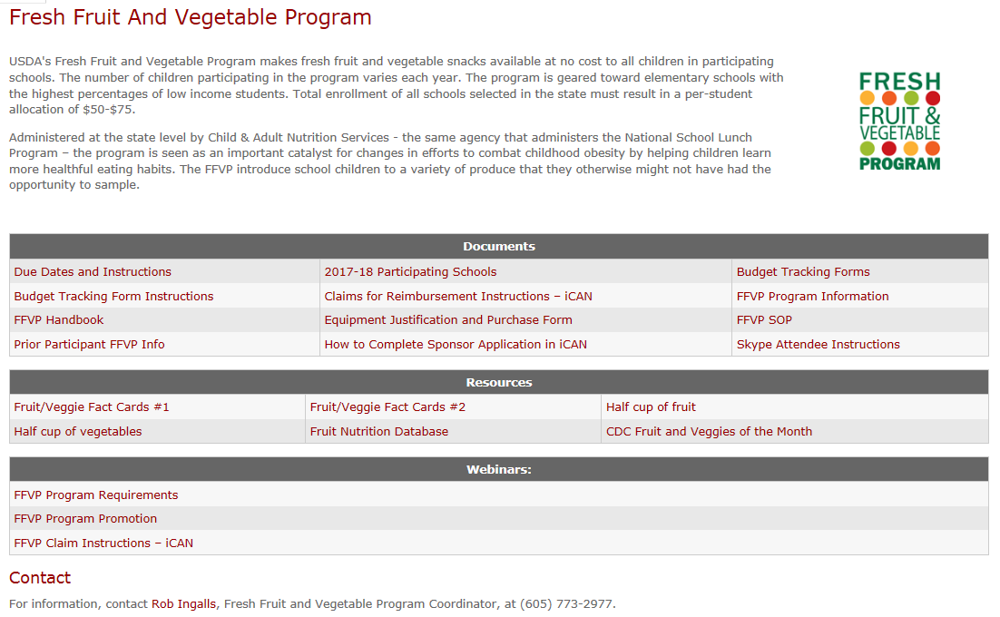 Fresh Fruit And Vegetable Program
USDA's Fresh Fruit and Vegetable Program makes fresh fruit and vegetable snacks available at no cost to all children in participating
schools. The number of children participating in the program varies each year. The program is geared toward elementary schools with
the highest percentages of low income students. Total enrollment of all schools selected in the state must result in a per-student
allocation of $50-$75.
Administered at the state level by Child & Adult Nutrition Services - the same agency that administers the National School Lunch
Program – the program is seen as an important catalyst for changes in efforts to combat childhood obesity by helping children learn
more healthful eating habits. The FFVP introduce school children to a variety of produce that they otherwise might not have had the
opportunity to sample.
FRESH
FRUIT &
VEGETABLE
PROGRAM
Documents
Due Dates and Instructions 2017-18 Participating Schools Budget Tracking Forms
Budget Tracking Form Instructions Claims for Reimbursement Instructions – iCAN FFVP Program Information
FFVP Handbook Equipment Justification and Purchase Form FFVP SOP
Prior Participant FFVP Info How to Complete Sponsor Application in iCAN Skype Attendee Instructions
Resources
Fruit/Veggie Fact Cards #1 Fruit/Veggie Fact Cards #2 Half cup of fruit
Half cup of vegetables Fruit Nutrition Database CDC Fruit and Veggies of the Month
Webinars:
FFVP Program Requirements
FFVP Program Promotion
FFVP Claim Instructions – iCAN
Contact
For information, contact Rob Ingalls, Fresh Fruit and Vegetable Program Coordinator, at (605) 773-2977.